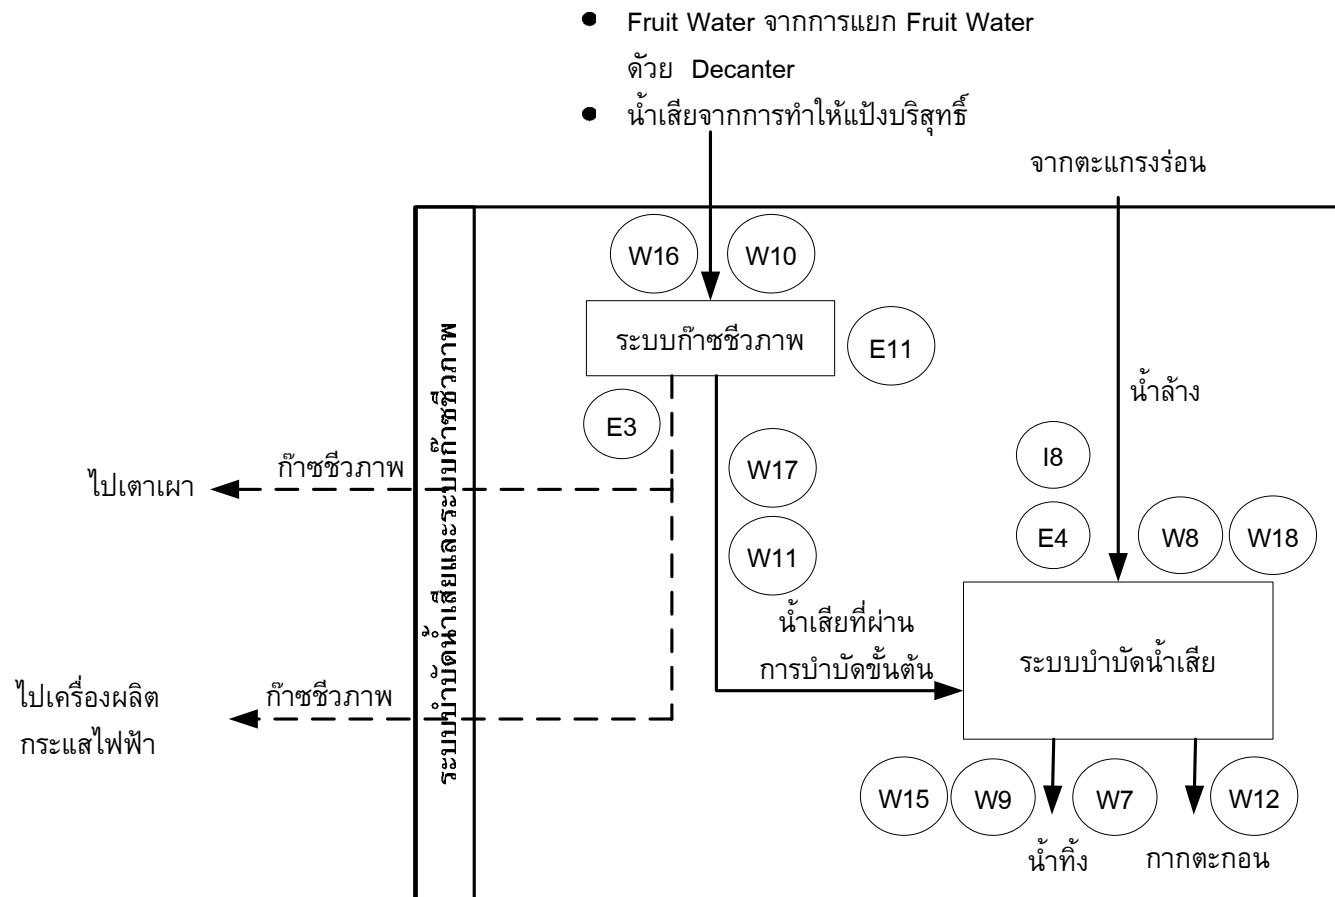 Fruit Water จากการแยก Fruit Water
ด้วย Decanter
น้ำเสียจากการทำให้แป้งบริสุทธิ์
จากตะแกรงร่อน
W16
W10
ระบบก๊าซชีวภาพ
E11
น้ำล้าง
E3
ก๊าซชีวภาพ
ไปเตาเผา
W17
I8
W11
E4
W8
W18
น้ำเสียที่ผ่าน
การบำบัดขั้นต้น
ระบบบำบัดน้ำเสีย
ไปเครื่องผลิต
กระแสไฟฟ้า
ก๊าซชีวภาพ
ระบบบำบัดน้ำเสียและระบบก๊าซชีวภาพ
W15
W9
W7
W12
น้ำทิ้ง
กากตะกอน